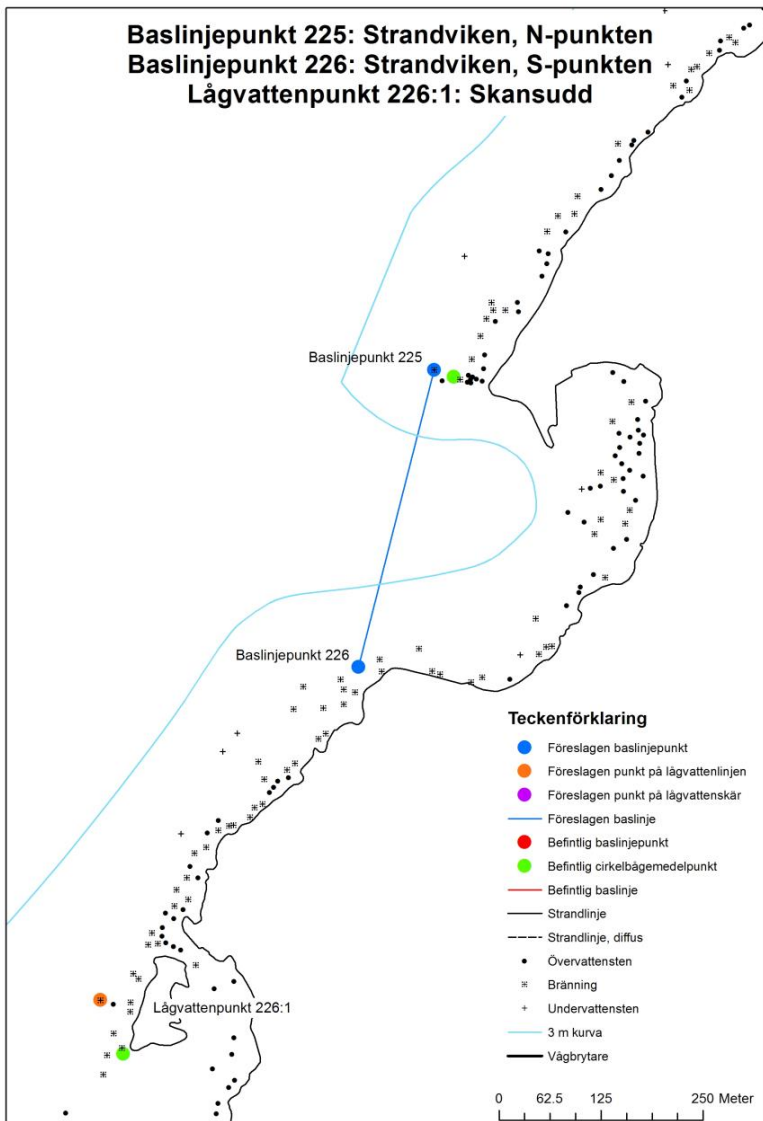 Baslinjepunkt 225: Strandviken, N-punkten
Baslinjepunkt 226: Strandviken, S-punkten
Lågvattenpunkt 226:1: Skansudd
Baslinjepunkt 225
Baslinjepunkt 226
Lågvattenpunkt 226:1
Teckenförklaring
Föreslagen baslinjepunkt
Föreslagen punkt på lågvattenlinjen
Föreslagen punkt på lågvattenskär
Föreslagen baslinje
Befintlig baslinjepunkt
Befintlig cirkelbågemedelpunkt
Befintlig baslinje
Strandlinje
Strandlinje, diffus
Övervattensten
Bränning
Undervattensten
3 m kurva
Vågbrytare
0 62.5 125 250 Meter